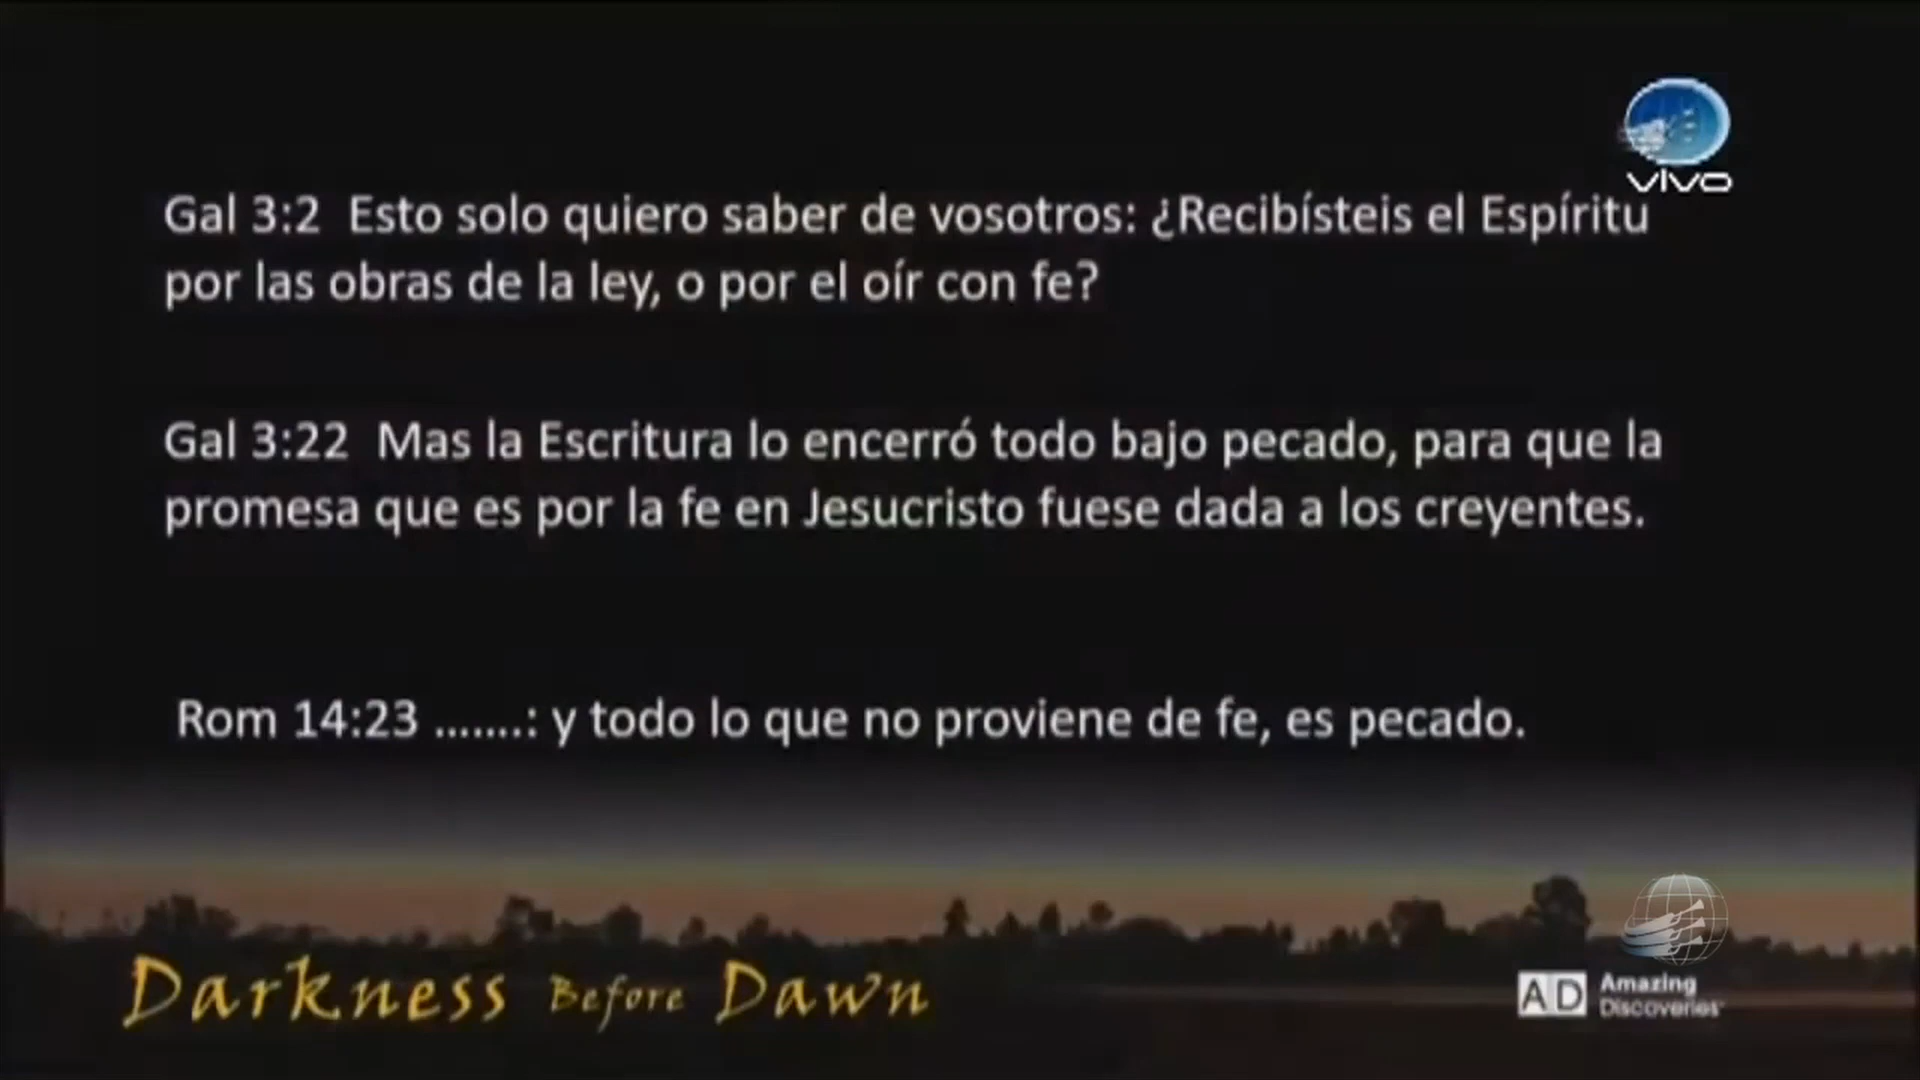 VIVO
Gal 3:2  Esto solo quiero saber de vosotros: ¿Recibísteis el Espíritu
por las obras de la ley, o por el oír con fe?
Gal 3:22  Mas la Escritura lo encerró todo bajo pecado, para que la
promesa que es por la fe en Jesucristo fuese dada a los creyentes.
Rom 14:23 .......: y todo lo que no proviene de fe, es pecado.
Darkness Before Dawn
AD Amazing
Discoveries